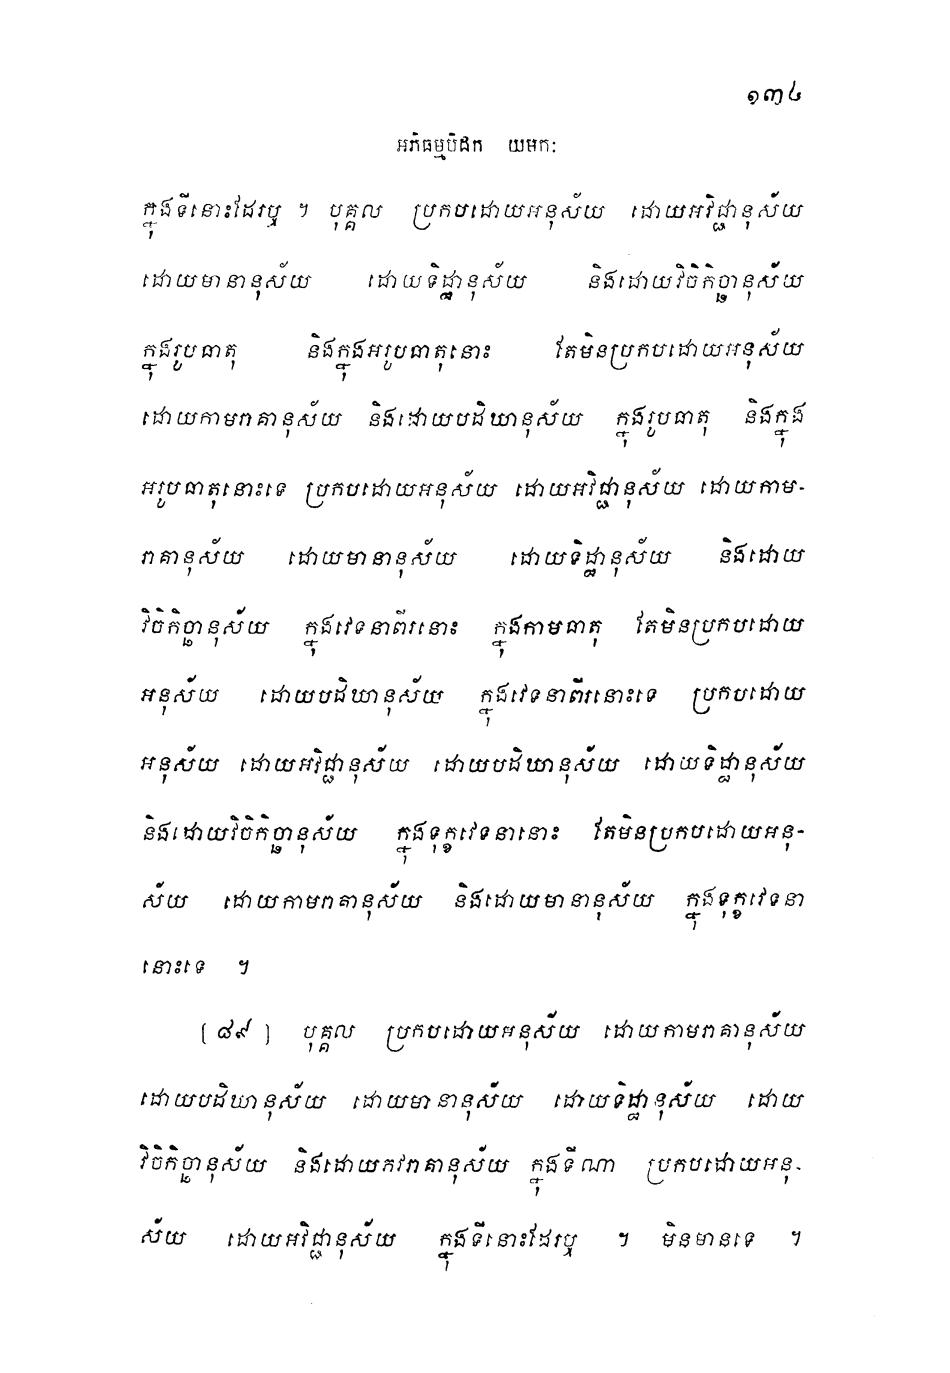 ១៣៤
អភិធម្មបិដក យមកៈ
ក្នុងទីនោះដែរឬ ។ បុគ្គល ប្រកបដោយអនុស័យ ដោយអវិជ្ជានុស័យ
ដោយមានានុស័យ ដោយទិដ្ឋានុស័យ និងដោយវិចិកិច្ឆានុស័យ
ក្នុងរូបធាតុ និងក្នុងអរូបធាតុនោះ តែមិនប្រកបដោយអនុស័យ
ដោយកាមរាគានុស័យ និងដោយបដិឃានុស័យ ក្នុងរូបធាតុ និងក្នុង
អរូបធាតុនោះទេ ប្រកបដោយអនុស័យ ដោយអវិជ្ជានុស័យ ដោយកាម-
រាគានុស័យ ដោយមានានុស័យ ដោយទិដ្ឋានុស័យ និងដោយ
វិចិកិច្ឆានុស័យ ក្នុងវេទនាពីរនោះ ក្នុងកាមធាតុ តែមិនប្រកបដោយ
អនុស័យ ដោយបដិឃានុស័យ ក្នុងវេទនាពីរនោះទេ ប្រកបដោយ
អនុស័យ ដោយអវិជ្ជានុស័យ ដោយបដិឃានុស័យ ដោយទិដ្ឋានុស័យ
និងដោយវិចិកិច្ឆានុស័យ ក្នុងទុក្ខវេទនានោះ តែមិនប្រកបដោយអនុ-
ស័យ ដោយកាមរាគានុស័យ និងដោយមានានុស័យ ក្នុងទុក្ខវេទនា
នោះទេ ។
[ ៨៩ ] បុគ្គល ប្រកបដោយអនុស័យ ដោយកាមរាគានុស័យ
ដោយបដិឃានុស័យ ដោយមានានុស័យ ដោយទិដ្ឋានុស័យ ដោយ
វិចិកិច្ឆានុស័យ និងដោយភវរាគានុស័យ ក្នុងទីណា ប្រកបដោយអនុ-
ស័យ ដោយអវិជ្ជានុស័យ ក្នុងទីនោះដែរឬ ។ មិនមានទេ ។